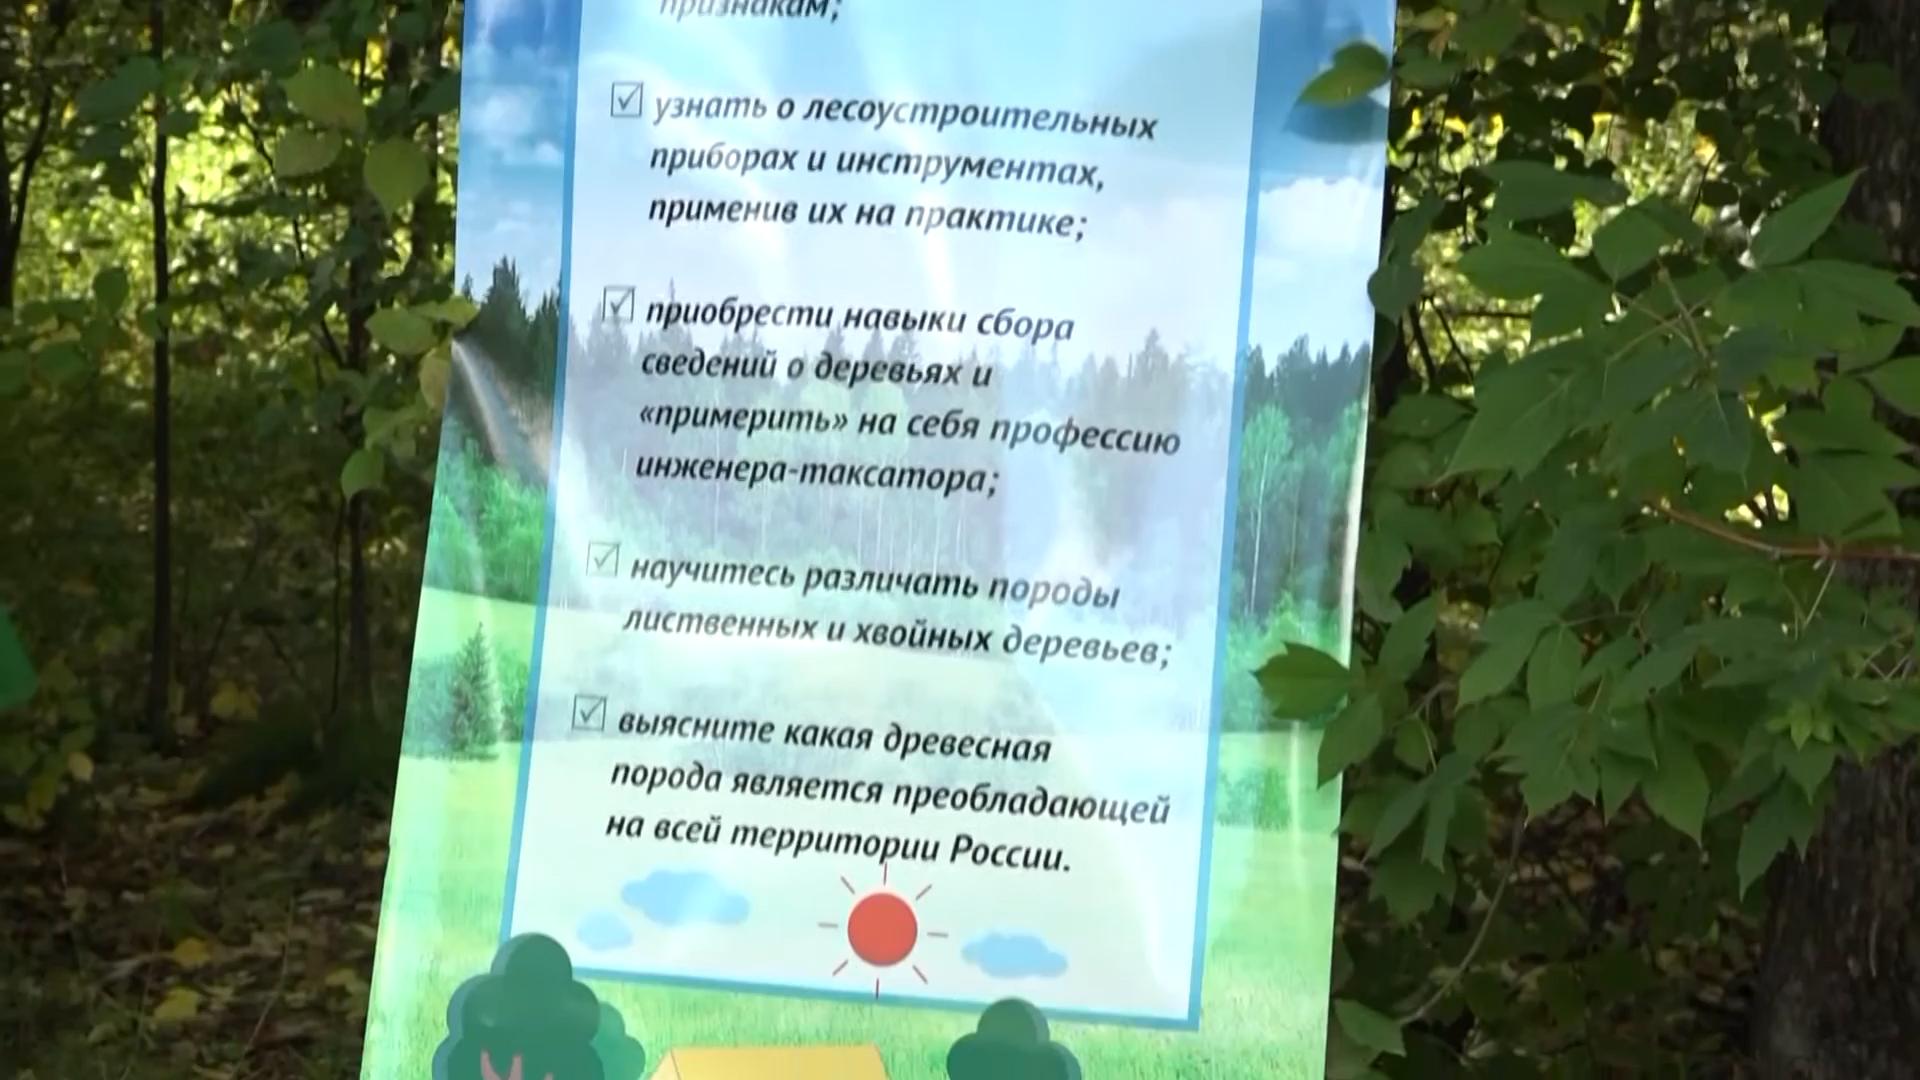 признакам;
узнать о лесоустроительных
приборах и инструментах,
применив их на практике;
приобрести навыки сбора
сведений о деревьях и
«примерить» на себя профессию
инженера-таксатора;
научитесь различать породы
лиственных и хвойных деревьев;
выясните какая древесная
порода является преобладающей
на всей территории России.